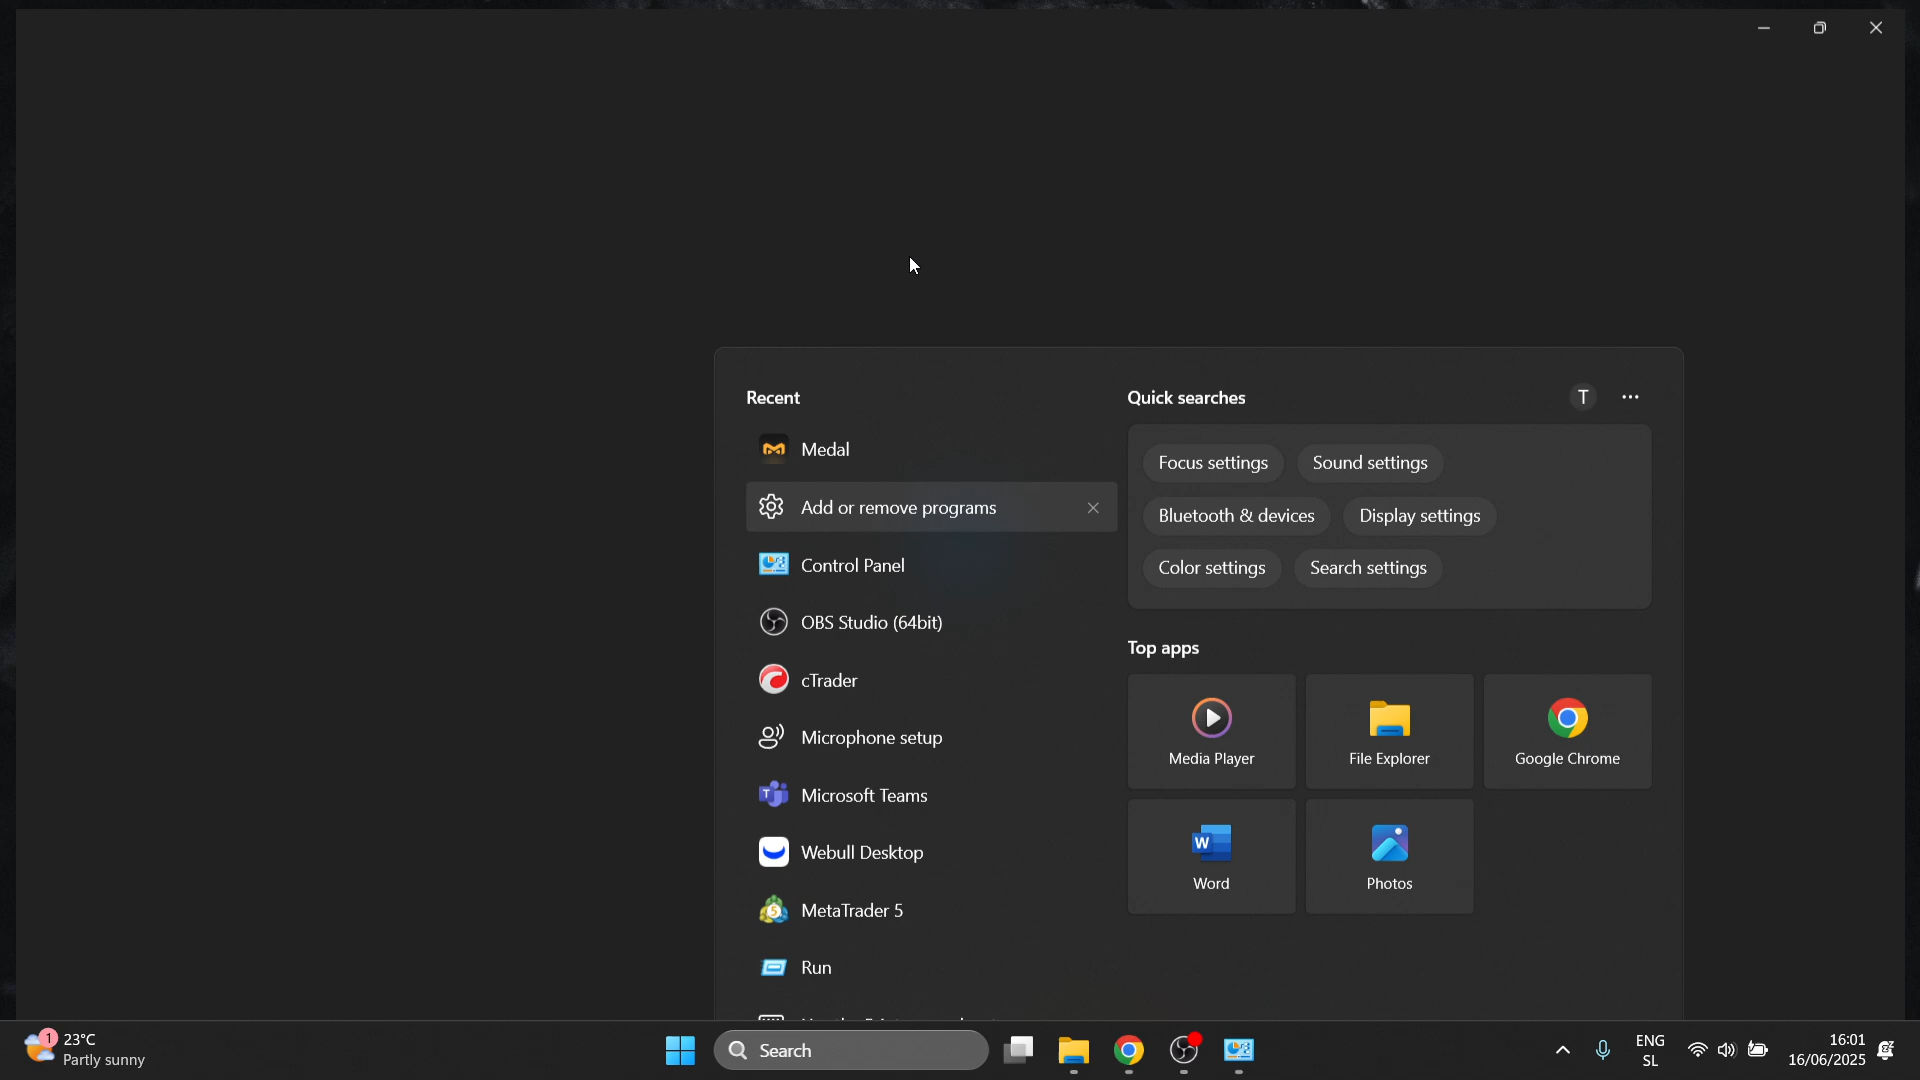 Recent
Medal
Add or remove programs
Control Panel
OBS Studio (64bit)
cTrader
Microphone setup
Microsoft Teams
Webull Desktop
MetaTrader 5
Run
Quick searches
T
Focus settings
Sound settings
Bluetooth & devices
Display settings
Color settings
Search settings
Top apps
Media Player
File Explorer
Google Chrome
Word
Photos
1
23°C
Partly sunny
Search
ENG
SL
16:01
16/06/2025